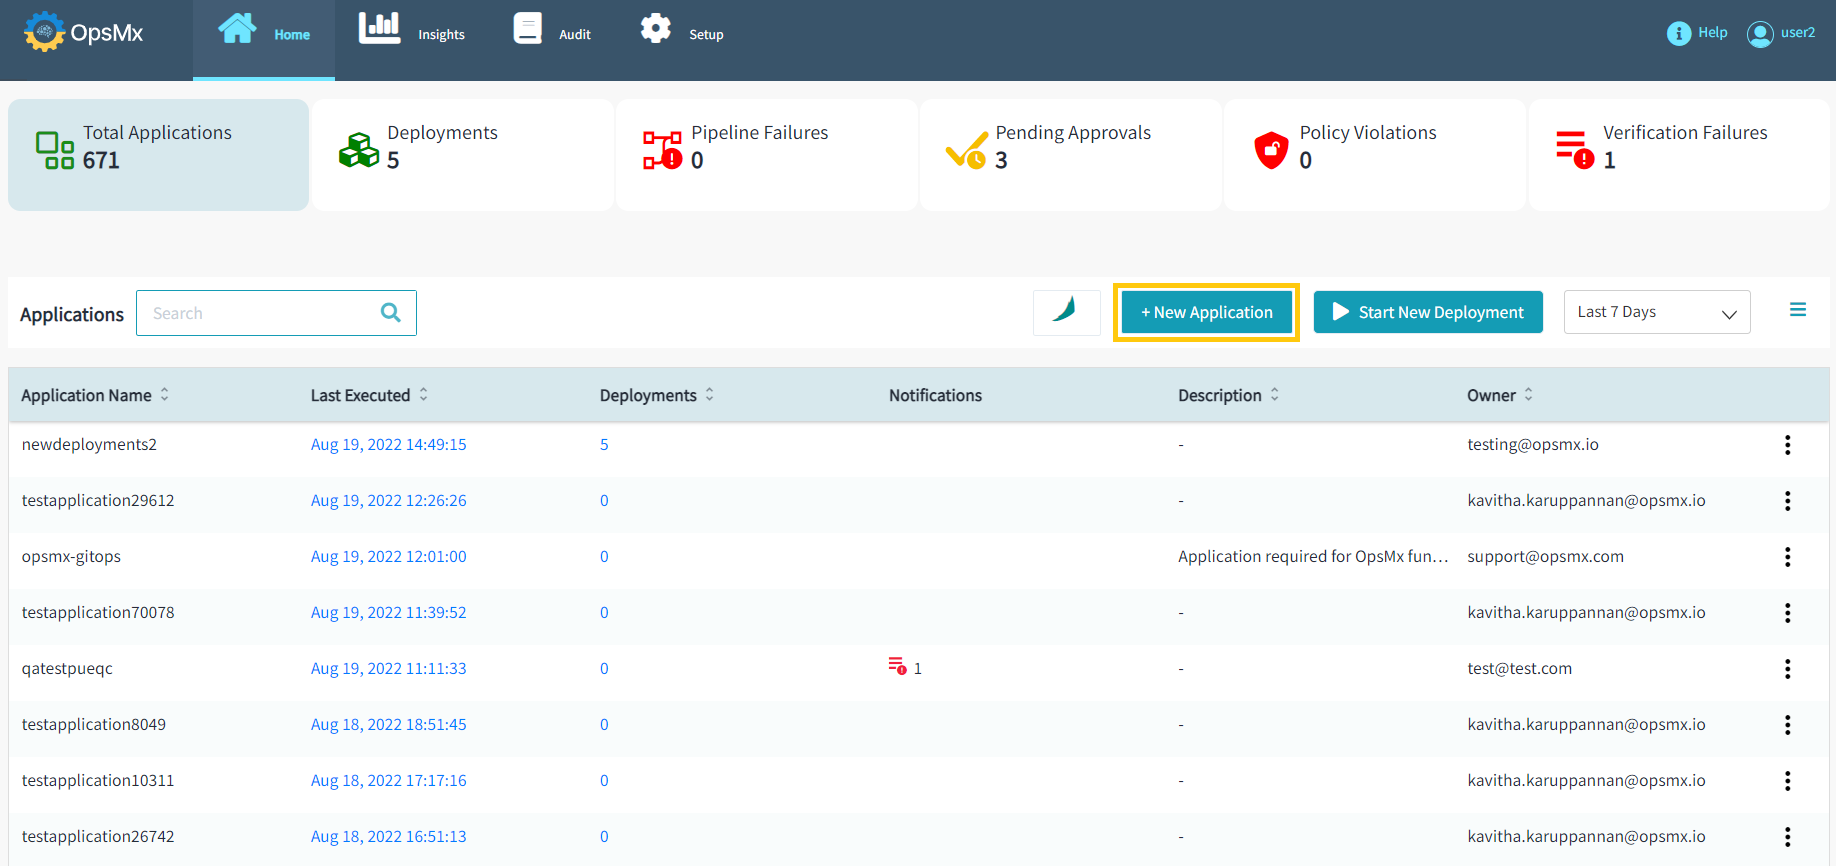 OpsMx
Home
Insights
Audit
Setup
Help
user2
Total Applications
671
Deployments
5
Pipeline Failures
0
Pending Approvals
3
Policy Violations
0
Verification Failures
1
Applications
Search
+ New Application
Start New Deployment
Last 7 Days
Application Name Last Executed Deployments Notifications Description Owner
newdeployments2 Aug 19, 2022 14:49:15 5 - testing@opsmx.io
testapplication29612 Aug 19, 2022 12:26:26 0 - kavitha.karuppannan@opsmx.io
opsmx-gitops Aug 19, 2022 12:01:00 0 Application required for OpsMx fun... support@opsmx.com
testapplication70078 Aug 19, 2022 11:39:52 0 - kavitha.karuppannan@opsmx.io
qatestpueqc Aug 19, 2022 11:11:33 0 1 - test@test.com
testapplication8049 Aug 18, 2022 18:51:45 0 - kavitha.karuppannan@opsmx.io
testapplication10311 Aug 18, 2022 17:17:16 0 - kavitha.karuppannan@opsmx.io
testapplication26742 Aug 18, 2022 16:51:13 0 - kavitha.karuppannan@opsmx.io